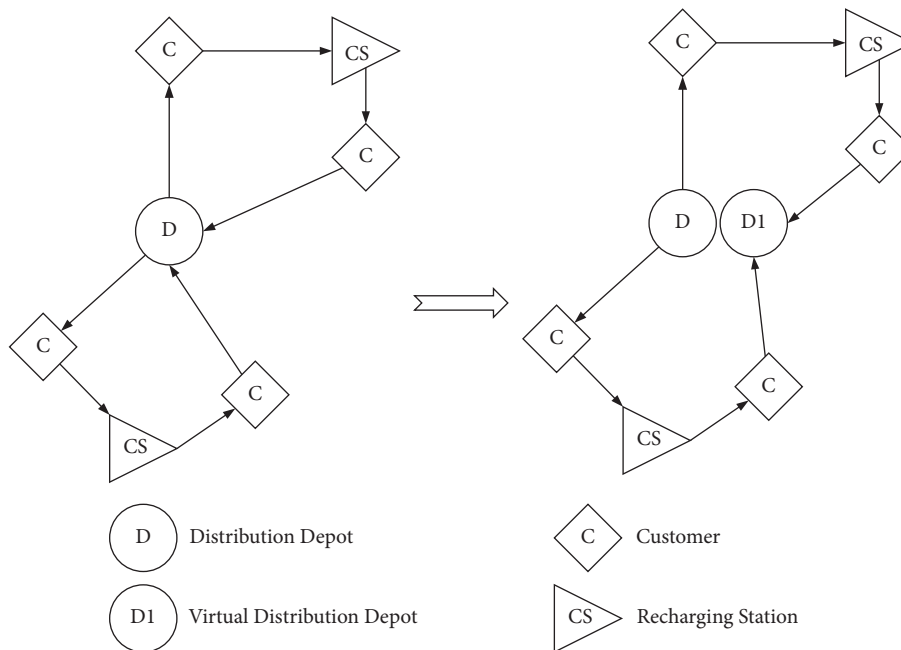 C
CS
C
D
C
C
CS
C
CS
C
D
D1
C
C
CS
D
Distribution Depot
C
Customer
D1
Virtual Distribution Depot
CS
Recharging Station